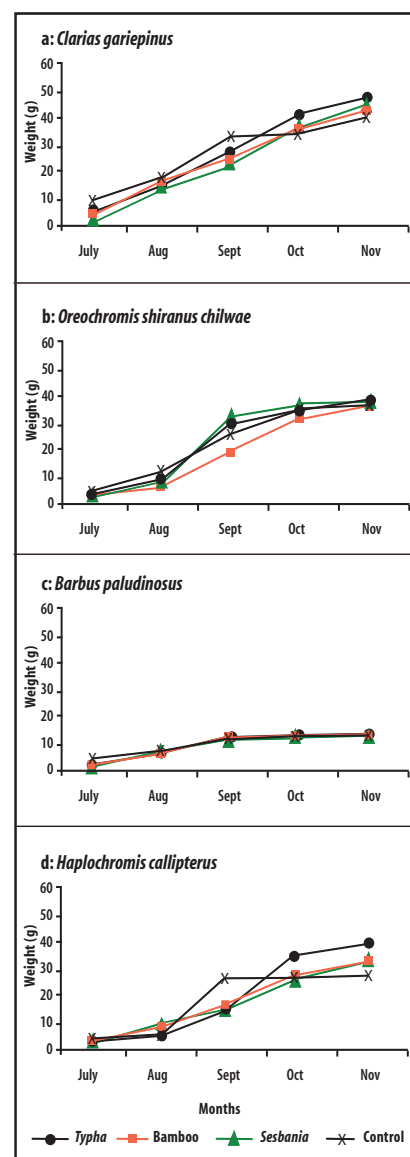 a: Clarias gariepinus
Weight (g)
60
50
40
30
20
10
0
July Aug Sept Oct Nov
b: Oreochromis shiranus chilwae
Weight (g)
60
50
40
30
20
10
0
July Aug Sept Oct Nov
c: Barbus paludinosus
Weight (g)
60
50
40
30
20
10
0
July Aug Sept Oct Nov
d: Haplochromis callipterus
Weight (g)
60
50
40
30
20
10
0
July Aug Sept Oct Nov
Months
Typha Bamboo Sesbania Control